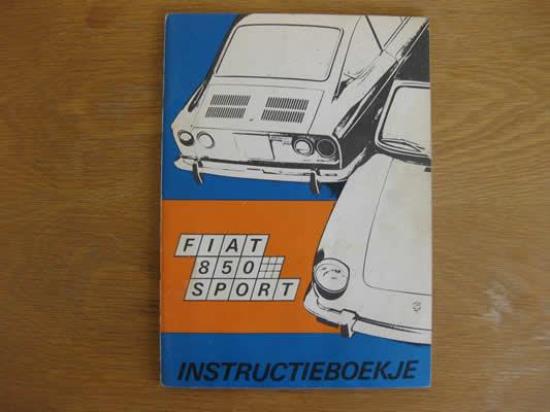 FIAT
850
SPORT
INSTRUCTIEBOEKJE